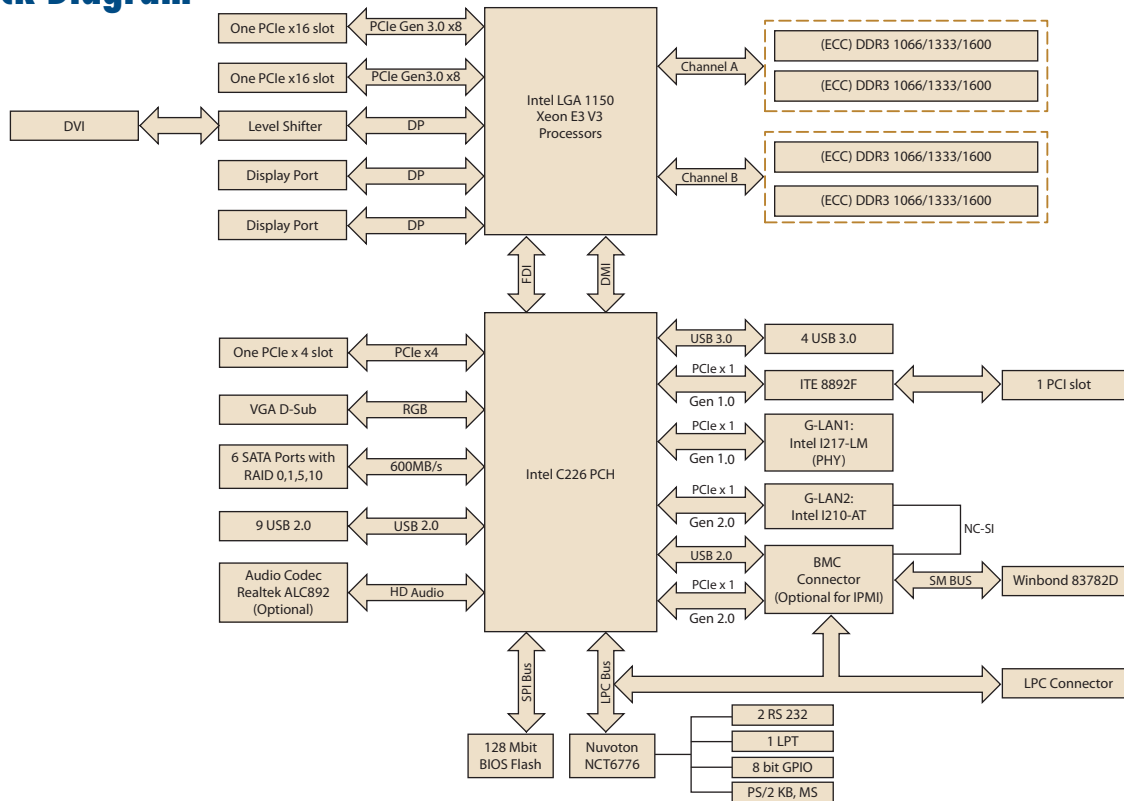 Diagram
One PCIe x16 slot
PCIe Gen 3.0 x8
One PCIe x16 slot
PCIe Gen3.0 x8
DVI
Level Shifter
DP
Display Port
DP
Display Port
DP
Intel LGA 1150
Xeon E3 V3
Processors
Channel A
(ECC) DDR3 1066/1333/1600
(ECC) DDR3 1066/1333/1600
Channel B
(ECC) DDR3 1066/1333/1600
(ECC) DDR3 1066/1333/1600
FDI
DMI
One PCIe x 4 slot
PCIe x4
VGA D-Sub
RGB
6 SATA Ports with
RAID 0,1,5,10
600MB/s
9 USB 2.0
USB 2.0
Audio Codec
Realtek ALC892
(Optional)
HD Audio
Intel C226 PCH
USB 3.0
4 USB 3.0
PCIe x 1
Gen 1.0
ITE 8892F
1 PCI slot
PCIe x 1
Gen 1.0
G-LAN1:
Intel I217-LM
(PHY)
PCIe x 1
Gen 2.0
G-LAN2:
Intel I210-AT
NC-SI
USB 2.0
PCIe x 1
Gen 2.0
BMC
Connector
(Optional for IPMI)
SM BUS
Winbond 83782D
SPI Bus
LPC Bus
LPC Connector
128 Mbit
BIOS Flash
Nuvoton
NCT6776
2 RS 232
1 LPT
8 bit GPIO
PS/2 KB, MS